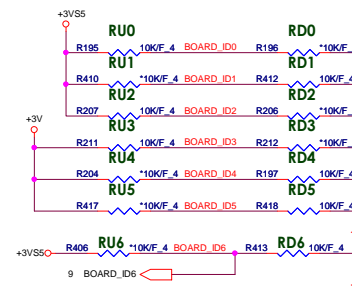 +3VS5
RU0 RD0
R195 10K/F_4 BOARD_ID0 R196 *10K/F_
RU1 RD1
R410 *10K/F_4 BOARD_ID1 R412 10K/F_4
RU2 RD2
R207 *10K/F_4 BOARD_ID2 R206 10K/F_4
RU3 RD3
+3V
R211 10K/F_4 BOARD_ID3 R212 *10K/F_
RU4 RD4
R204 *10K/F_4 BOARD_ID4 R197 10K/F_4
RU5 RD5
R417 *10K/F_4 BOARD_ID5 R418 10K/F_4
+3VS5 R406 RU6 *10K/F_4 BOARD_ID6 R413 RD6 10K/F_4
9 BOARD_ID6